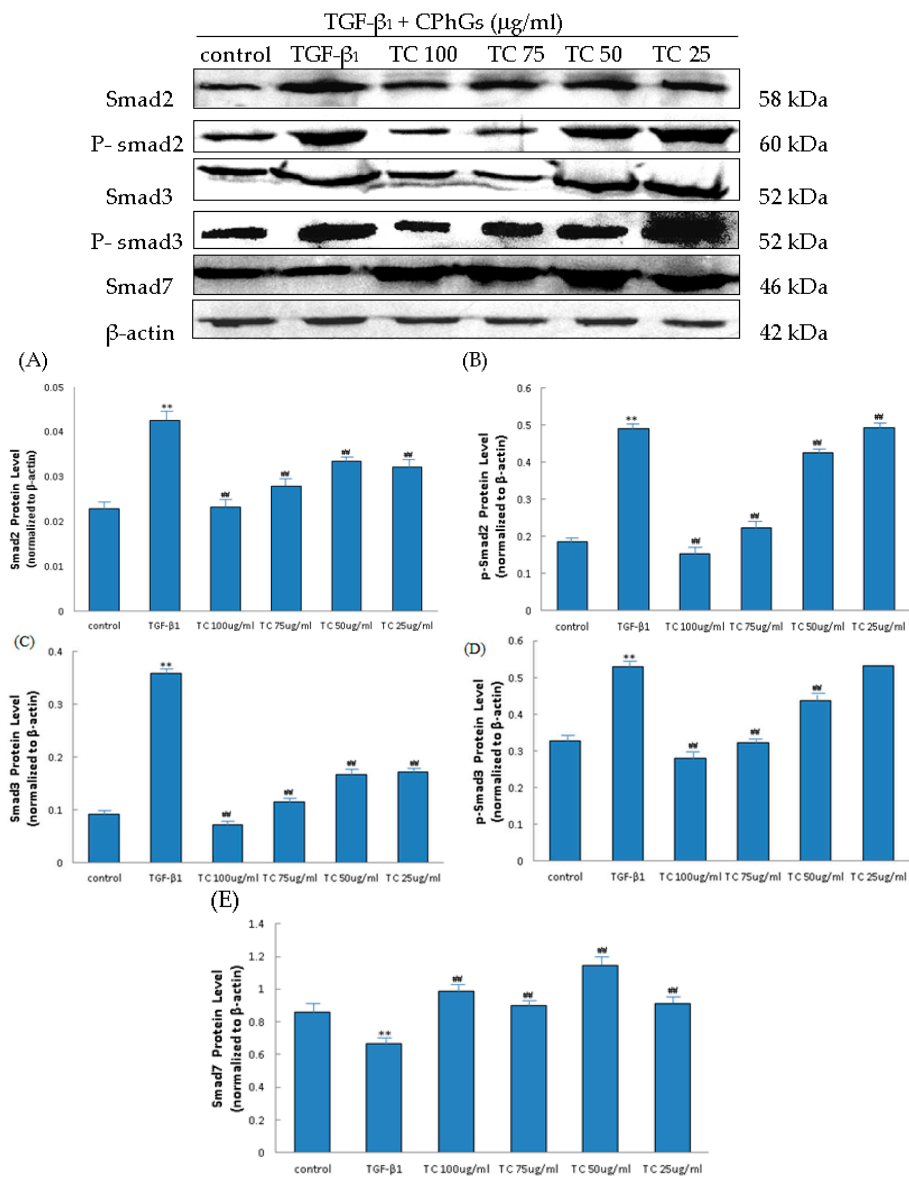 TGF-β1 + CPhGs (µg/ml)
control TGF-β1 TC 100 TC 75 TC 50 TC 25
Smad2 58 kDa
P- smad2 60 kDa
Smad3 52 kDa
P- smad3 52 kDa
Smad7 46 kDa
β-actin 42 kDa
(A)
Smad2 Protein Level
(normalized to β-actin)
0.05
0.04
0.03
0.02
0.01
0
**
##
##
##
##
control TGF-β1 TC 100ug/ml TC 75ug/ml TC 50ug/ml TC 25ug/ml
(B)
p-Smad2 Protein Level
(normalized to β-actin)
0.6
0.5
0.4
0.3
0.2
0.1
0
**
##
##
##
##
control TGF-β1 TC 100ug/ml TC 75ug/ml TC 50ug/ml TC 25ug/ml
(C)
Smad3 Protein Level
(normalized to β-actin)
0.4
0.3
0.2
0.1
0
**
##
##
##
##
control TGF-β1 TC 100ug/ml TC 75ug/ml TC 50ug/ml TC 25ug/ml
(D)
p-Smad3 Protein Level
(normalized to β-actin)
0.6
0.5
0.4
0.3
0.2
0.1
0
**
##
##
##
control TGF-β1 TC 100ug/ml TC 75ug/ml TC 50ug/ml TC 25ug/ml
(E)
Smad7 Protein Level
(normalized to β-actin)
1.4
1.2
1
0.8
0.6
0.4
0.2
0
**
##
##
##
##
control TGF-β1 TC 100ug/ml TC 75ug/ml TC 50ug/ml TC 25ug/ml